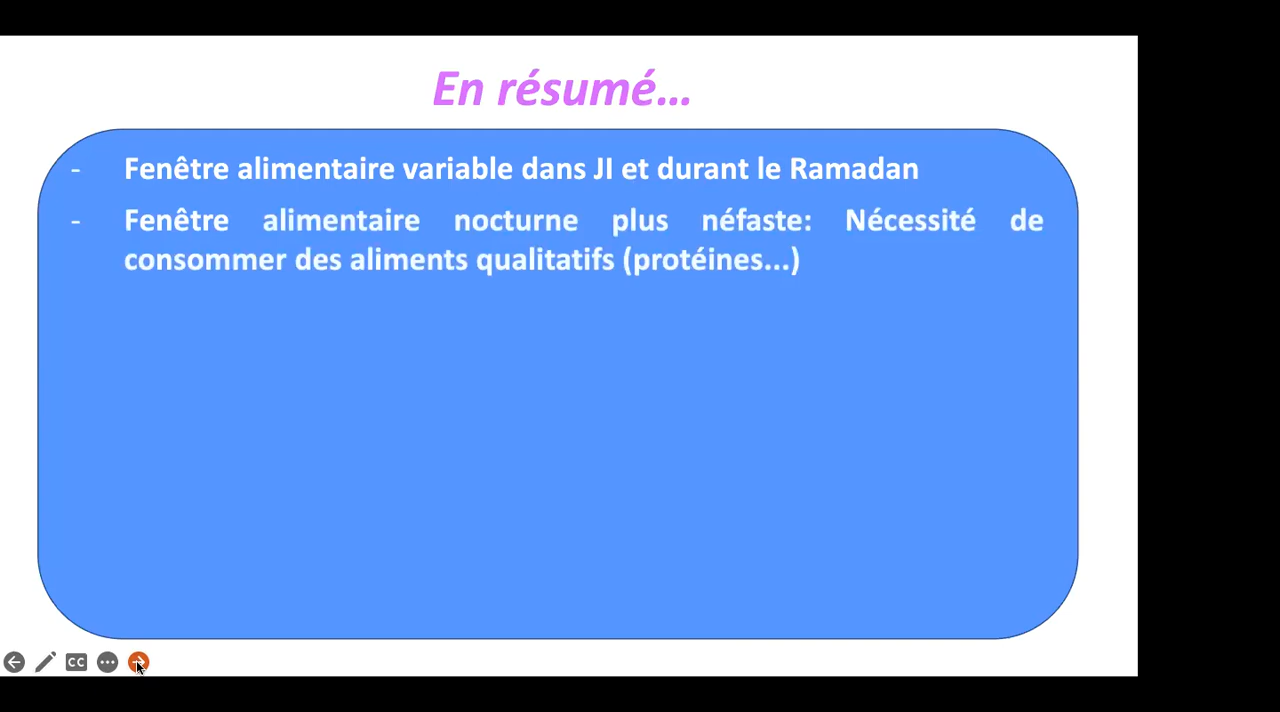 En résumé...
- Fenêtre alimentaire variable dans JI et durant le Ramadan
- Fenêtre alimentaire nocturne plus néfaste: Nécessité de
consommer des aliments qualitatifs (protéines...)
CC